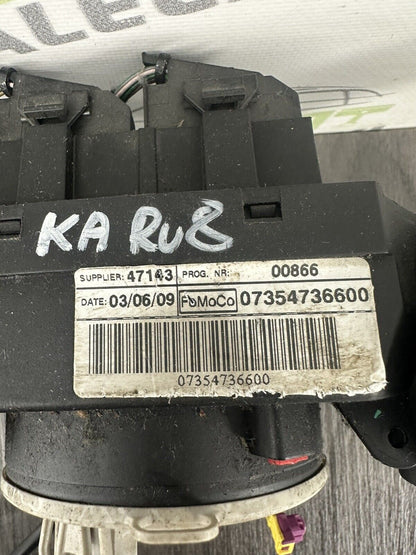 KA RU8
SUPPLIER: 47143 PROG. NR: 00866
DATE: 03/06/09 FoMoCo 07354736600
07354736600